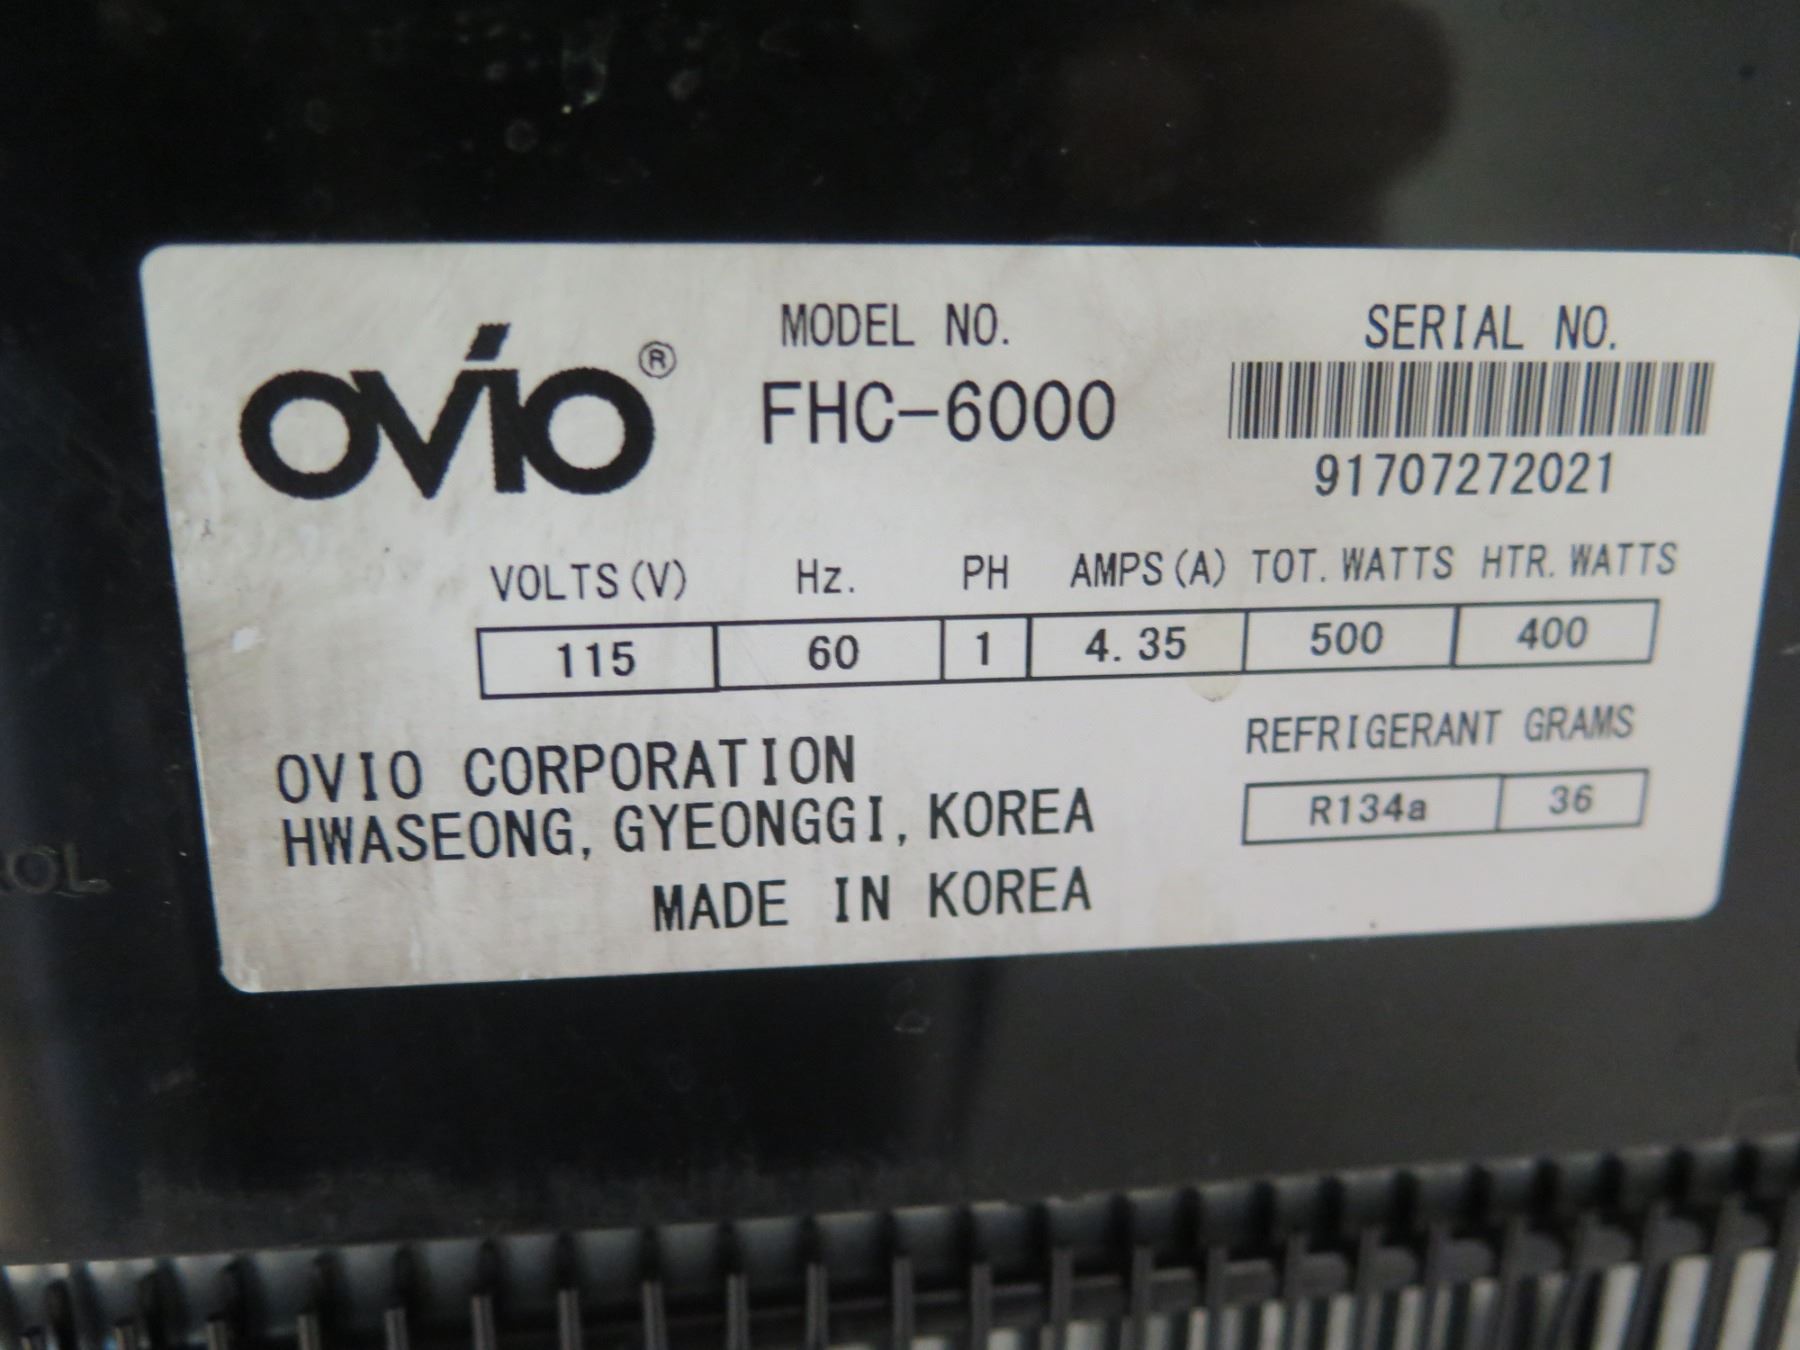 ovio®
MODEL NO.
FHC-6000
SERIAL NO.
91707272021
VOLTS(V) Hz. PH AMPS(A) TOT. WATTS HTR. WATTS
115 60 1 4.35 500 400
OVIO CORPORATION
HWASEONG, GYEONGGI, KOREA
MADE IN KOREA
REFRIGERANT GRAMS
R134a 36